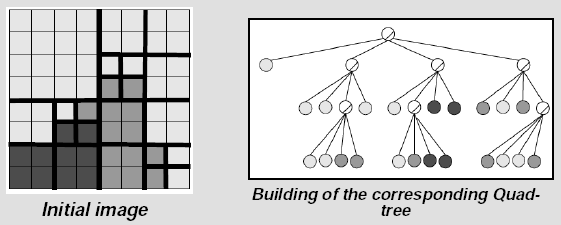 Initial image
Building of the corresponding Quad-
tree